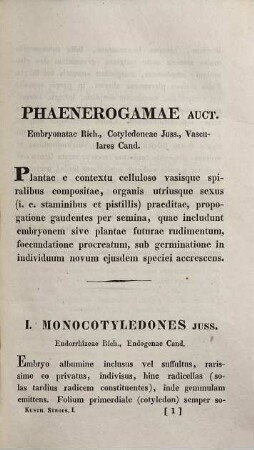 PHAENEROGAMAE AUCT.
Embryonatae Rich., Cotyledoneae Juss., Vascu-
lares Cand.
Plantae e contextu celluloso vasisque spi-
ralibus compositae, organis utriusque sexus
(i. e. staminibus et pistillis) praeditae, propo-
gatione gaudentes per semina, quae includunt
embryonem sive plantae futurae rudimentum,
foecundatione procreatum, sub germinatione in
individuum novum ejusdem speciei accrescens.
I. MONOCOTYLEDONES JUSS.
Endorrhizeae Rich., Endogenae Cand.
Embryo albumine inclusus vel suffultus, raris-
sime eo privatus, indivisus, hinc radicellas (so-
las tardius radicem constituentes), inde gemmulam
emittens. Folium primordiale (cotyledon) semper so-
KUNTH. SYNOPS. I. [1]